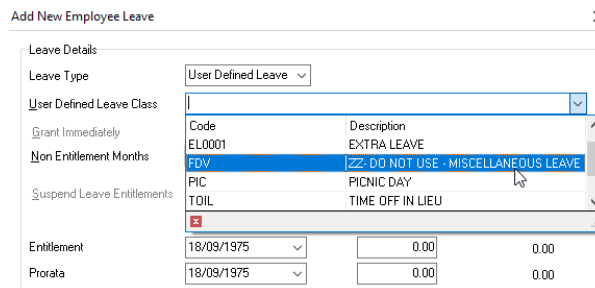 Add New Employee Leave
Leave Details
Leave Type User Defined Leave
User Defined Leave Class
Code Description
Grant Immediately
EL0001 EXTRA LEAVE
Non Entitlement Months
FDV ZZ- DO NOT USE - MISCELLANEOUS LEAVE
PIC PICNIC DAY
Suspend Leave Entitlements
TOIL TIME OFF IN LIEU
Entitlement 18/09/1975 0.00 0.00
Prorata 18/09/1975 0.00 0.00